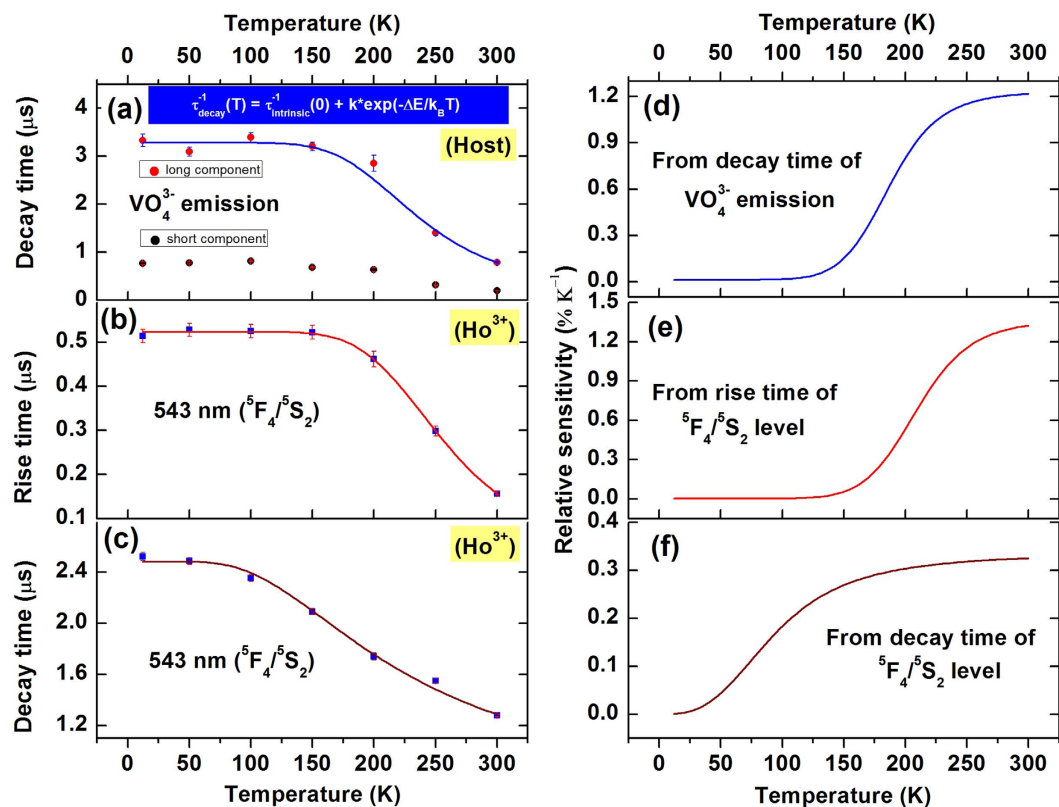 Temperature (K)
0 50 100 150 200 250 300
(a)
τ⁻¹decay(T) = τ⁻¹intrinsic(0) + k*exp(-ΔE/kBT)
(Host)
long component
VO₄³⁻ emission
short component
Decay time (μs)
4
3
2
1
0
(b)
(Ho³⁺)
543 nm (⁵F₄/⁵S₂)
Rise time (μs)
0.5
0.4
0.3
0.2
0.1
(c)
(Ho³⁺)
543 nm (⁵F₄/⁵S₂)
Decay time (μs)
2.4
2.0
1.6
1.2
0 50 100 150 200 250 300
Temperature (K)
Temperature (K)
0 50 100 150 200 250 300
(d)
From decay time of
VO₄³⁻ emission
1.2
0.9
0.6
0.3
0.0
Relative sensitivity (% K⁻¹)
(e)
From rise time of
⁵F₄/⁵S₂ level
1.5
1.2
0.9
0.6
0.3
0.0
(f)
From decay time of
⁵F₄/⁵S₂ level
0.4
0.3
0.2
0.1
0.0
0 50 100 150 200 250 300
Temperature (K)